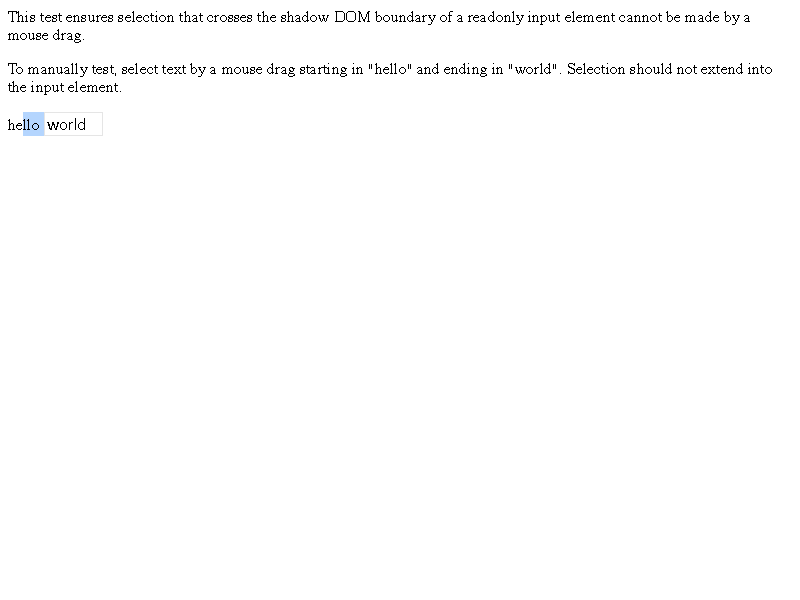 This test ensures selection that crosses the shadow DOM boundary of a readonly input element cannot be made by a
mouse drag.
To manually test, select text by a mouse drag starting in "hello" and ending in "world". Selection should not extend into
the input element.
hello world